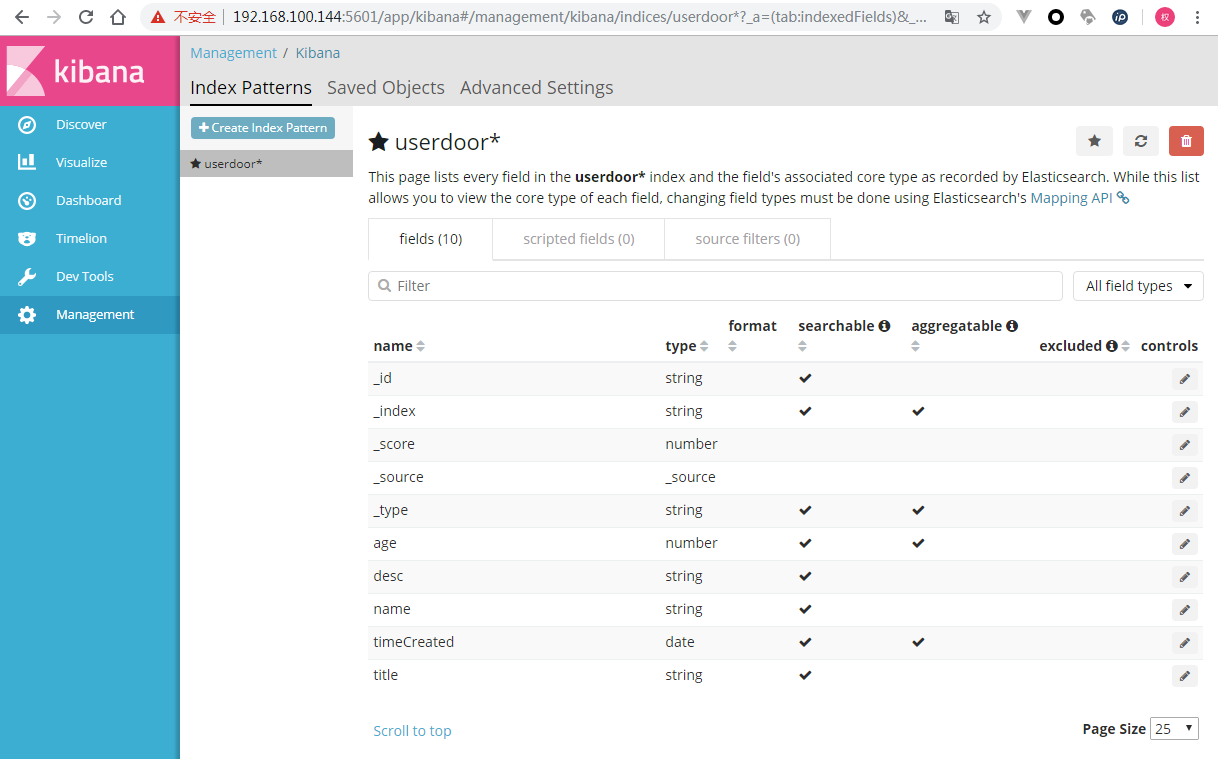 不安全 192.168.100.144:5601/app/kibana#/management/kibana/indices/userdoor*?_a=(tab:indexedFields)&_...
iP
权
kibana
Discover
Visualize
Dashboard
Timelion
Dev Tools
Management
Management / Kibana
Index Patterns Saved Objects Advanced Settings
Create Index Pattern
userdoor*
userdoor*
This page lists every field in the userdoor* index and the field's associated core type as recorded by Elasticsearch. While this list
allows you to view the core type of each field, changing field types must be done using Elasticsearch's Mapping API
fields (10) scripted fields (0) source filters (0)
Filter All field types
name type format searchable aggregatable excluded controls
_id string
_index string
_score number
_source _source
_type string
age number
desc string
name string
timeCreated date
title string
Scroll to top Page Size 25